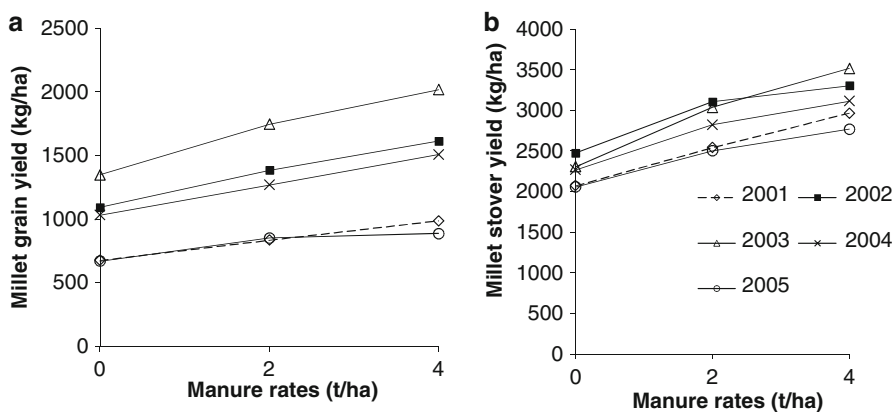 a
Millet grain yield (kg/ha)
2500
2000
1500
1000
500
0
0 2 4
Manure rates (t/ha)
b
Millet stover yield (kg/ha)
4000
3500
3000
2500
2000
1500
1000
500
0
0 2 4
Manure rates (t/ha)
2001 2002
2003 2004
2005